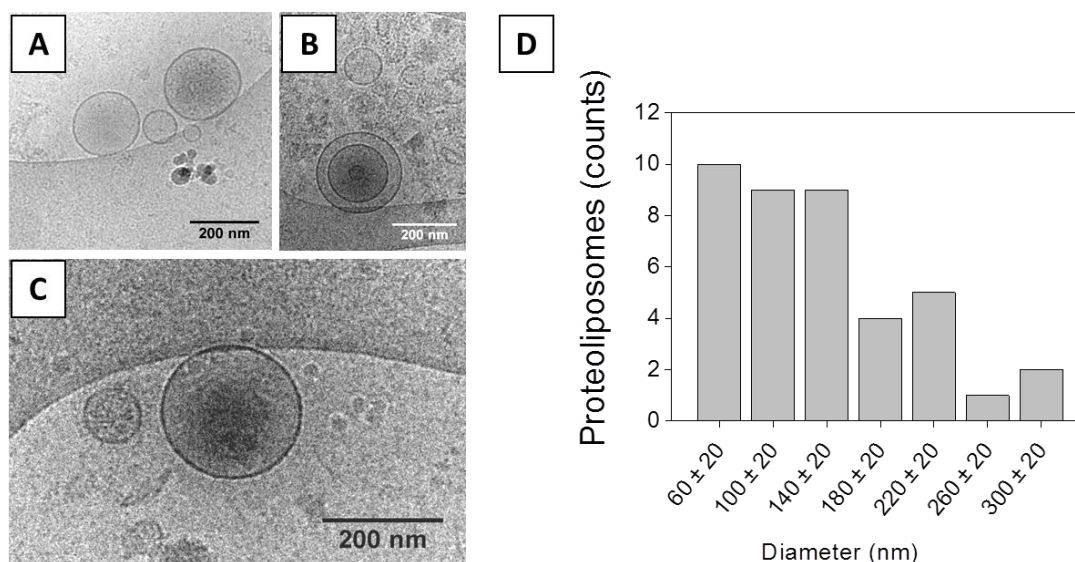 A
200 nm
B
200 nm
C
200 nm
D
Proteoliposomes (counts)
12
10
8
6
4
2
0
60 ± 20
100 ± 20
140 ± 20
180 ± 20
220 ± 20
260 ± 20
300 ± 20
Diameter (nm)